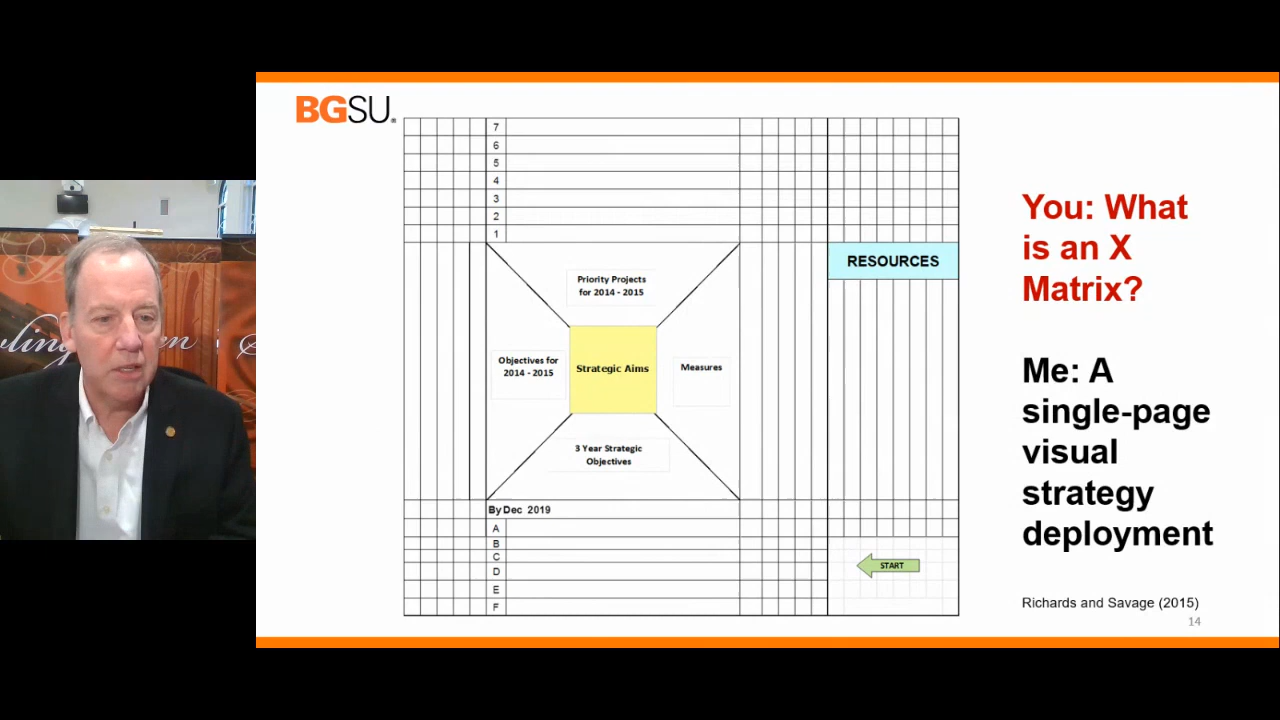 BGSU®
7
6
5
4
3
2
1
RESOURCES
Priority Projects
for 2014 - 2015
Objectives for
2014 - 2015
Strategic Aims
Measures
3 Year Strategic
Objectives
By Dec 2019
A
B
C
D
E
F
START
You: What
is an X
Matrix?
Me: A
single-page
visual
strategy
deployment
Richards and Savage (2015)
14